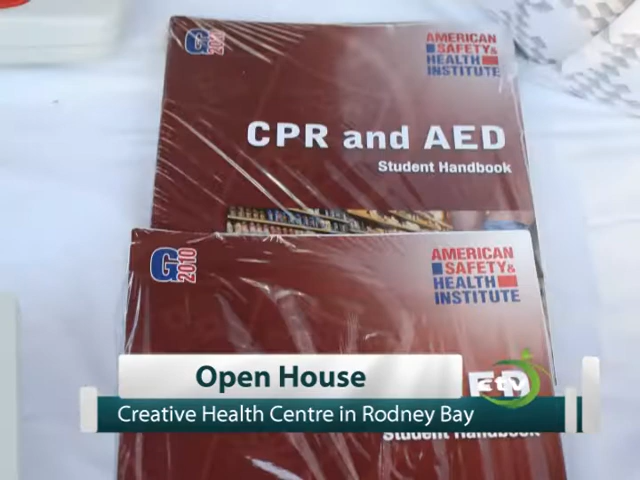 G 2010
AMERICAN
SAFETY &
HEALTH
INSTITUTE
CPR and AED
Student Handbook
G 2010
AMERICAN
SAFETY &
HEALTH
INSTITUTE
Open House
Creative Health Centre in Rodney Bay
Student Handbook